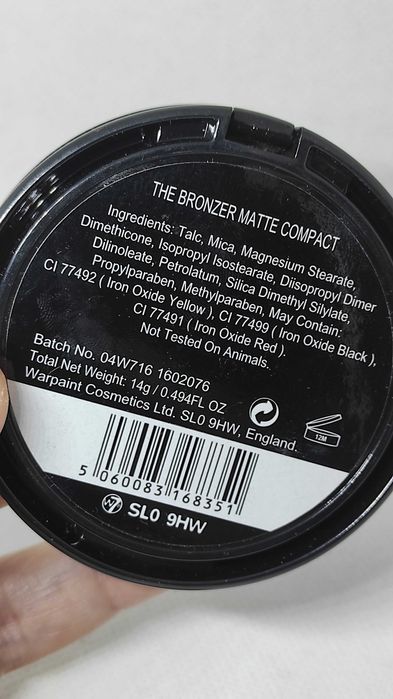 THE BRONZER MATTE COMPACT
Ingredients: Talc, Mica, Magnesium Stearate,
Dimethicone, Isopropyl Isostearate, Diisopropyl Dimer
Dilinoleate, Petrolatum, Silica Dimethyl Silylate,
Propylparaben, Methylparaben, May Contain:
CI 77492 ( Iron Oxide Yellow ), CI 77499 ( Iron Oxide Black ),
CI 77491 ( Iron Oxide Red ).
Not Tested On Animals.
Batch No. 04W716 1602076
Total Net Weight: 14g/0.494FL OZ
Warpaint Cosmetics Ltd. SL0 9HW, England.
12M
5 060083 168351
W7 SL0 9HW